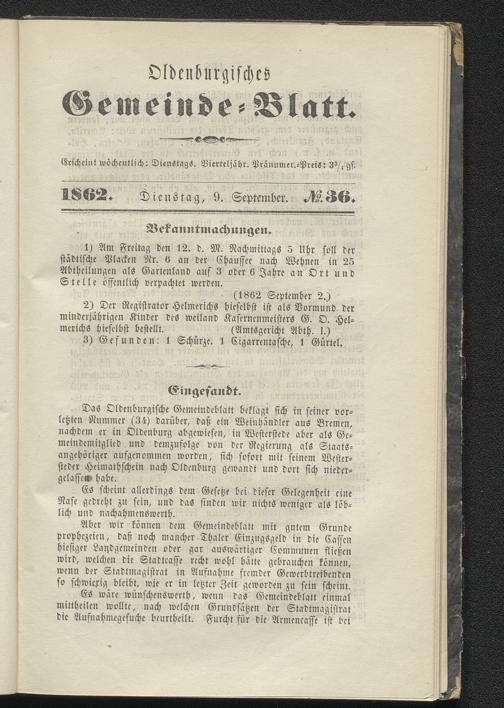 Oldenburgisches
Gemeinde-Blatt.
Erscheint wöchentlich: Dienstags. Vierteljähr. Pränumer.-Preis: 3¾ gs.
1862. Dienstag, 9. September. № 36.
Bekanntmachungen.
1) Am Freitag den 12. d. M. Nachmittags 5 Uhr soll der
städtische Placken Nr. 6 an der Chaussee nach Wehnen in 25
Abtheilungen als Gartenland auf 3 oder 6 Jahre an Ort und
Stelle öffentlich verpachtet werden.
(1862 September 2.)
2) Der Registrator Helmerichs hieselbst ist als Vormund der
minderjährigen Kinder des weiland Kasernenmeisters G. O. Hel-
merichs hieselbst bestellt. (Amtsgericht Abth. I.)
3) Gefunden: 1 Schürze. 1 Cigarrentasche, 1 Gürtel.
Eingesandt.
Das Oldenburgische Gemeindeblatt beklagt sich in seiner vor-
letzten Nummer (34) darüber, daß ein Weinhändler aus Bremen,
nachdem er in Oldenburg abgewiesen, in Westerstede aber als Ge-
meindemitglied und demzufolge von der Regierung als Staats-
angehöriger aufgenommen worden, sich sofort mit seinem Wester-
steder Heimathschein nach Oldenburg gewandt und dort sich nieder-
gelassen habe.
Es scheint allerdings dem Gesetze bei dieser Gelegenheit eine
Nase gedreht zu sein, und das finden wir nichts weniger als löb-
lich und nachahmenswerth.
Aber wir können dem Gemeindeblatt mit gutem Grunde
prophezeien, daß noch mancher Thaler Einzugsgeld in die Cassen
hiesiger Landgemeinden oder gar auswärtiger Communen fließen
wird, welchen die Stadtcasse recht wohl hätte gebrauchen können,
wenn der Stadtmagistrat in Aufnahme fremder Gewerbtreibenden
so schwierig bleibt, wie er in letzter Zeit geworden zu sein scheint.
Es wäre wünschenswerth, wenn das Gemeindeblatt einmal
mittheilen wollte, nach welchen Grundsätzen der Stadtmagistrat
die Aufnahmegesuche beurtheilt. Furcht für die Armencasse ist bei